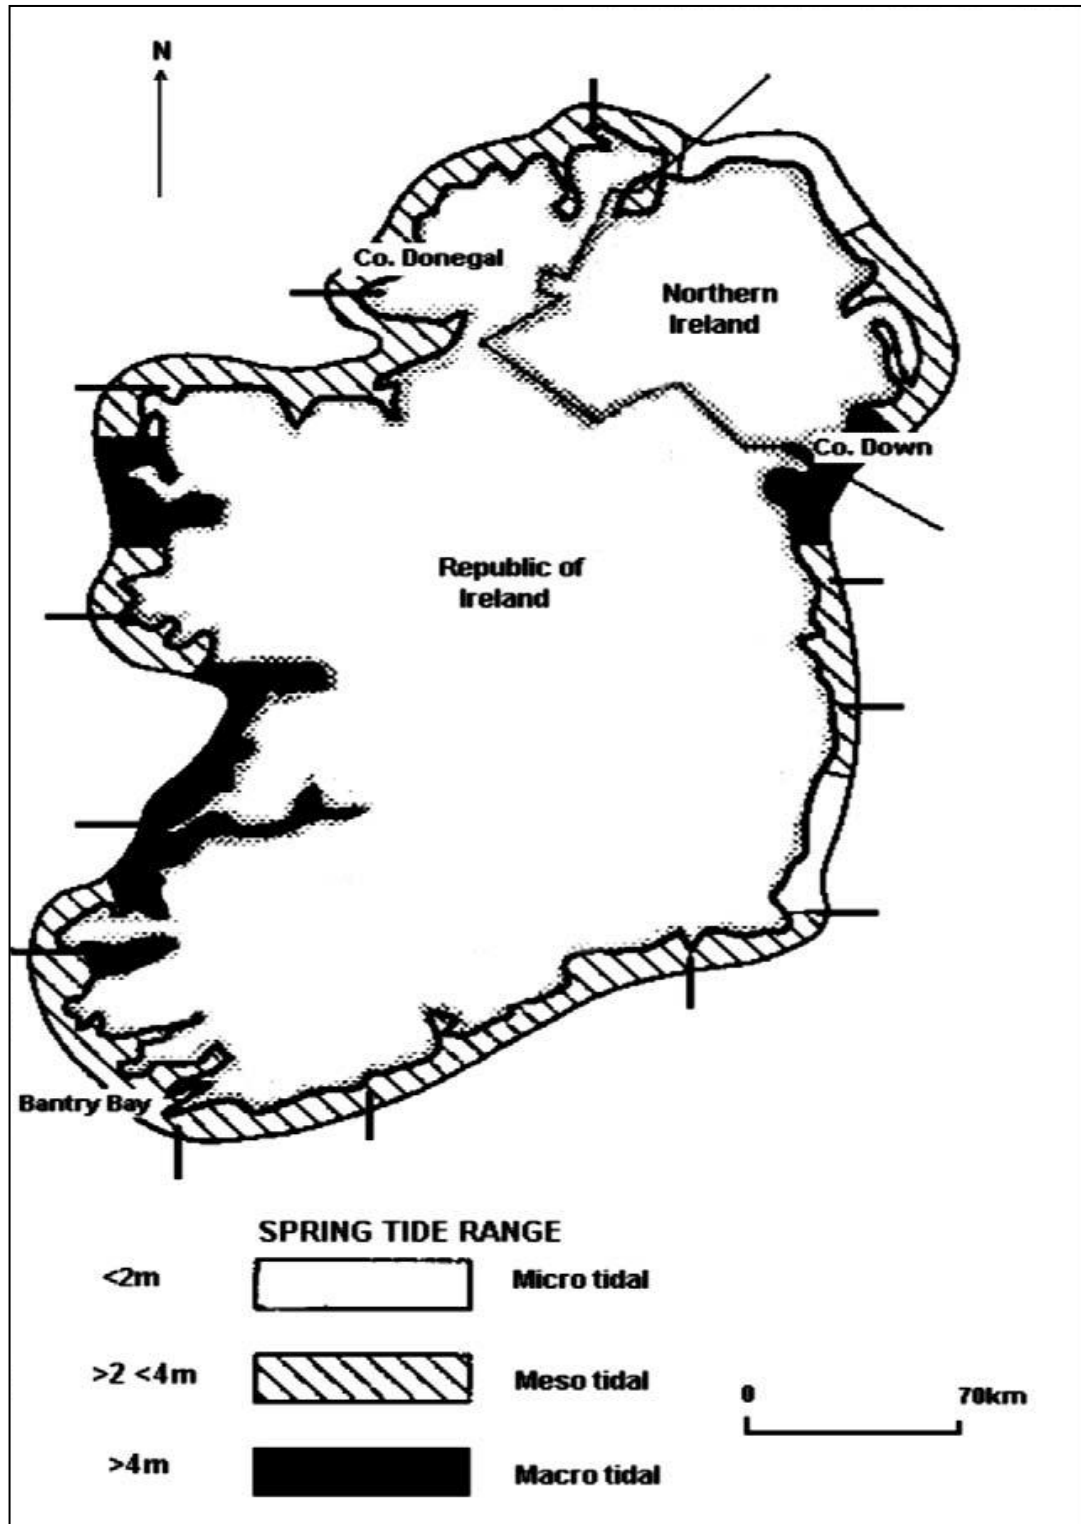 N
Co. Donegal
Northern
Ireland
Co. Down
Republic of
Ireland
Bantry Bay
SPRING TIDE RANGE
<2m Micro tidal
>2 <4m Meso tidal
0 70km
>4m Macro tidal